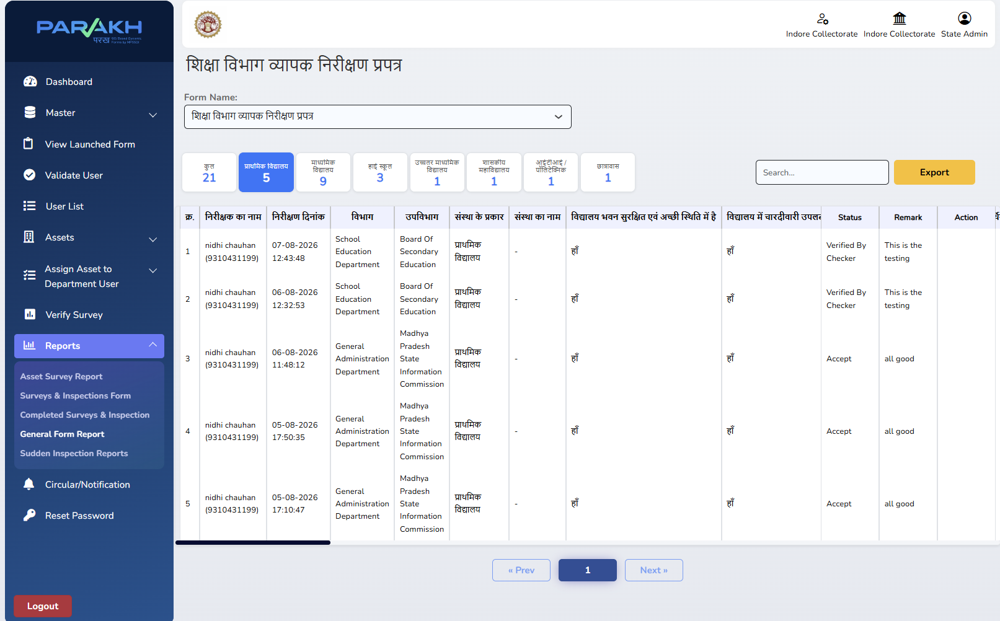 PARAKH
परख GIS Based Dynamic
Forms by MPSSDI
Dashboard
Master
View Launched Form
Validate User
User List
Assets
Assign Asset to
Department User
Verify Survey
Reports
Asset Survey Report
Surveys & Inspections Form
Completed Surveys & Inspection
General Form Report
Sudden Inspection Reports
Circular/Notification
Reset Password
Logout
Indore Collectorate
Indore Collectorate
State Admin
शिक्षा विभाग व्यापक निरीक्षण प्रपत्र
Form Name:
शिक्षा विभाग व्यापक निरीक्षण प्रपत्र
कुल
21
प्राथमिक विद्यालय
5
माध्यमिक
विद्यालय
9
हाई स्कूल
3
उच्चतर माध्यमिक
विद्यालय
1
शासकीय
महाविद्यालय
1
आईटीआई /
पॉलिटेक्निक
1
छात्रावास
1
Search...
Export
क्र. निरीक्षक का नाम निरीक्षण दिनांक विभाग उपविभाग संस्था के प्रकार संस्था का नाम विद्यालय भवन सुरक्षित एवं अच्छी स्थिति में है विद्यालय में चारदीवारी Status Remark Action
1
nidhi chauhan
(9310431199)
07-08-2026
12:43:48
School
Education
Department
Board Of
Secondary
Education
प्राथमिक
विद्यालय
-
हाँ
हाँ
Verified By
Checker
This is the
testing
2
nidhi chauhan
(9310431199)
06-08-2026
12:32:53
School
Education
Department
Board Of
Secondary
Education
प्राथमिक
विद्यालय
-
हाँ
हाँ
Verified By
Checker
This is the
testing
3
nidhi chauhan
(9310431199)
06-08-2026
11:48:12
General
Administration
Department
Madhya
Pradesh
State
Information
Commission
प्राथमिक
विद्यालय
-
हाँ
हाँ
Accept
all good
4
nidhi chauhan
(9310431199)
05-08-2026
17:50:35
General
Administration
Department
Madhya
Pradesh
State
Information
Commission
प्राथमिक
विद्यालय
-
हाँ
हाँ
Accept
all good
5
nidhi chauhan
(9310431199)
05-08-2026
17:10:47
General
Administration
Department
Madhya
Pradesh
State
Information
Commission
प्राथमिक
विद्यालय
-
हाँ
हाँ
Accept
all good
« Prev
1
Next »